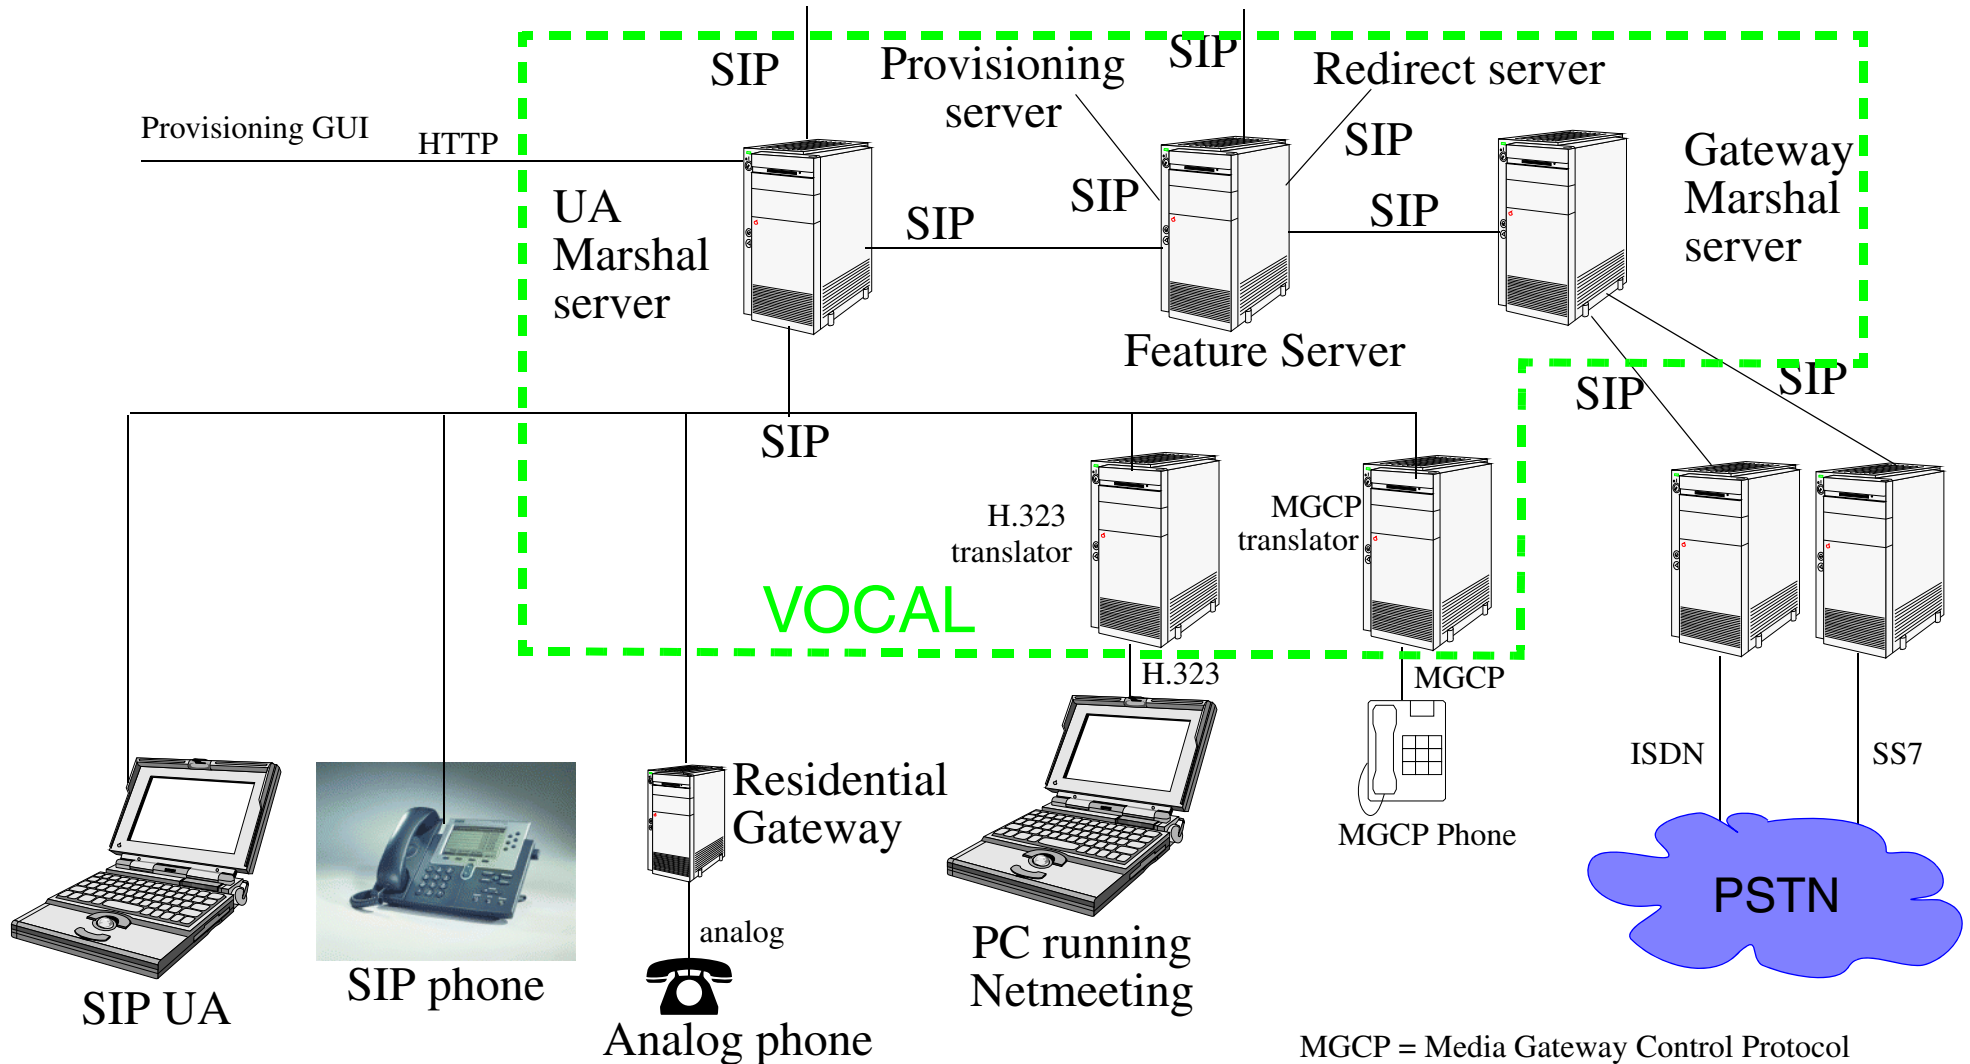 SIP
Provisioning
server
SIP
Redirect server
Provisioning GUI
HTTP
SIP
Gateway
Marshal
server
UA
Marshal
server
SIP
SIP
SIP
Feature Server
SIP
SIP
SIP
H.323
translator
MGCP
translator
VOCAL
H.323
MGCP
ISDN
SS7
Residential
Gateway
MGCP Phone
PSTN
analog
PC running
Netmeeting
SIP phone
SIP UA
Analog phone
MGCP = Media Gateway Control Protocol